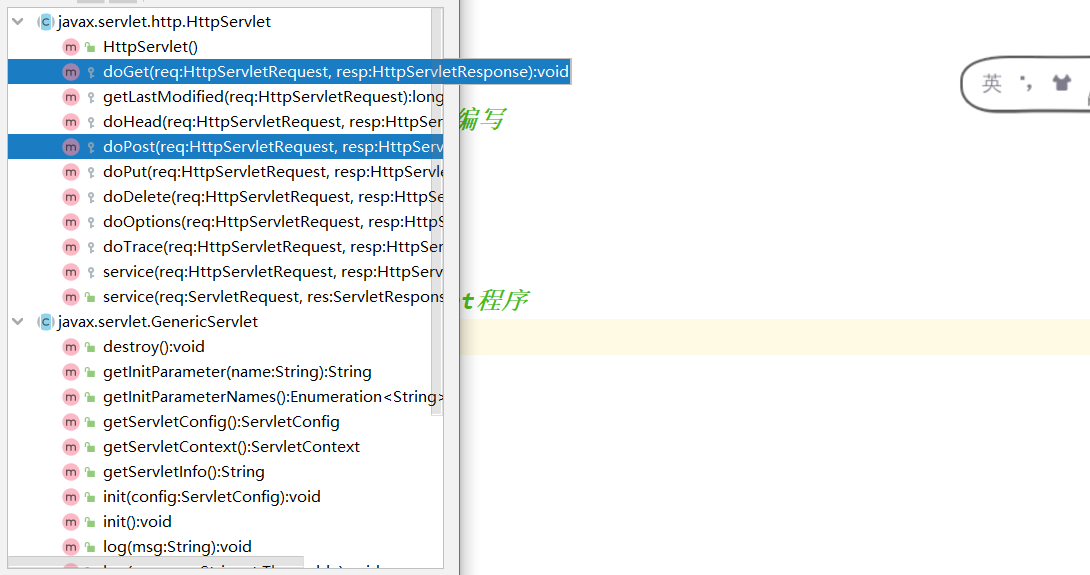 javax.servlet.http.HttpServlet
HttpServlet()
doGet(req:HttpServletRequest, resp:HttpServletResponse):void
getLastModified(req:HttpServletRequest):long
doHead(req:HttpServletRequest, resp:HttpSer
编写
doPost(req:HttpServletRequest, resp:HttpServ
doPut(req:HttpServletRequest, resp:HttpServle
doDelete(req:HttpServletRequest, resp:HttpSe
doOptions(req:HttpServletRequest, resp:HttpS
doTrace(req:HttpServletRequest, resp:HttpSer
service(req:HttpServletRequest, resp:HttpServ
service(req:ServletRequest, res:ServletRespons
et程序
javax.servlet.GenericServlet
destroy():void
getInitParameter(name:String):String
getInitParameterNames():Enumeration<String>
getServletConfig():ServletConfig
getServletContext():ServletContext
getServletInfo():String
init(config:ServletConfig):void
init():void
log(msg:String):void
英